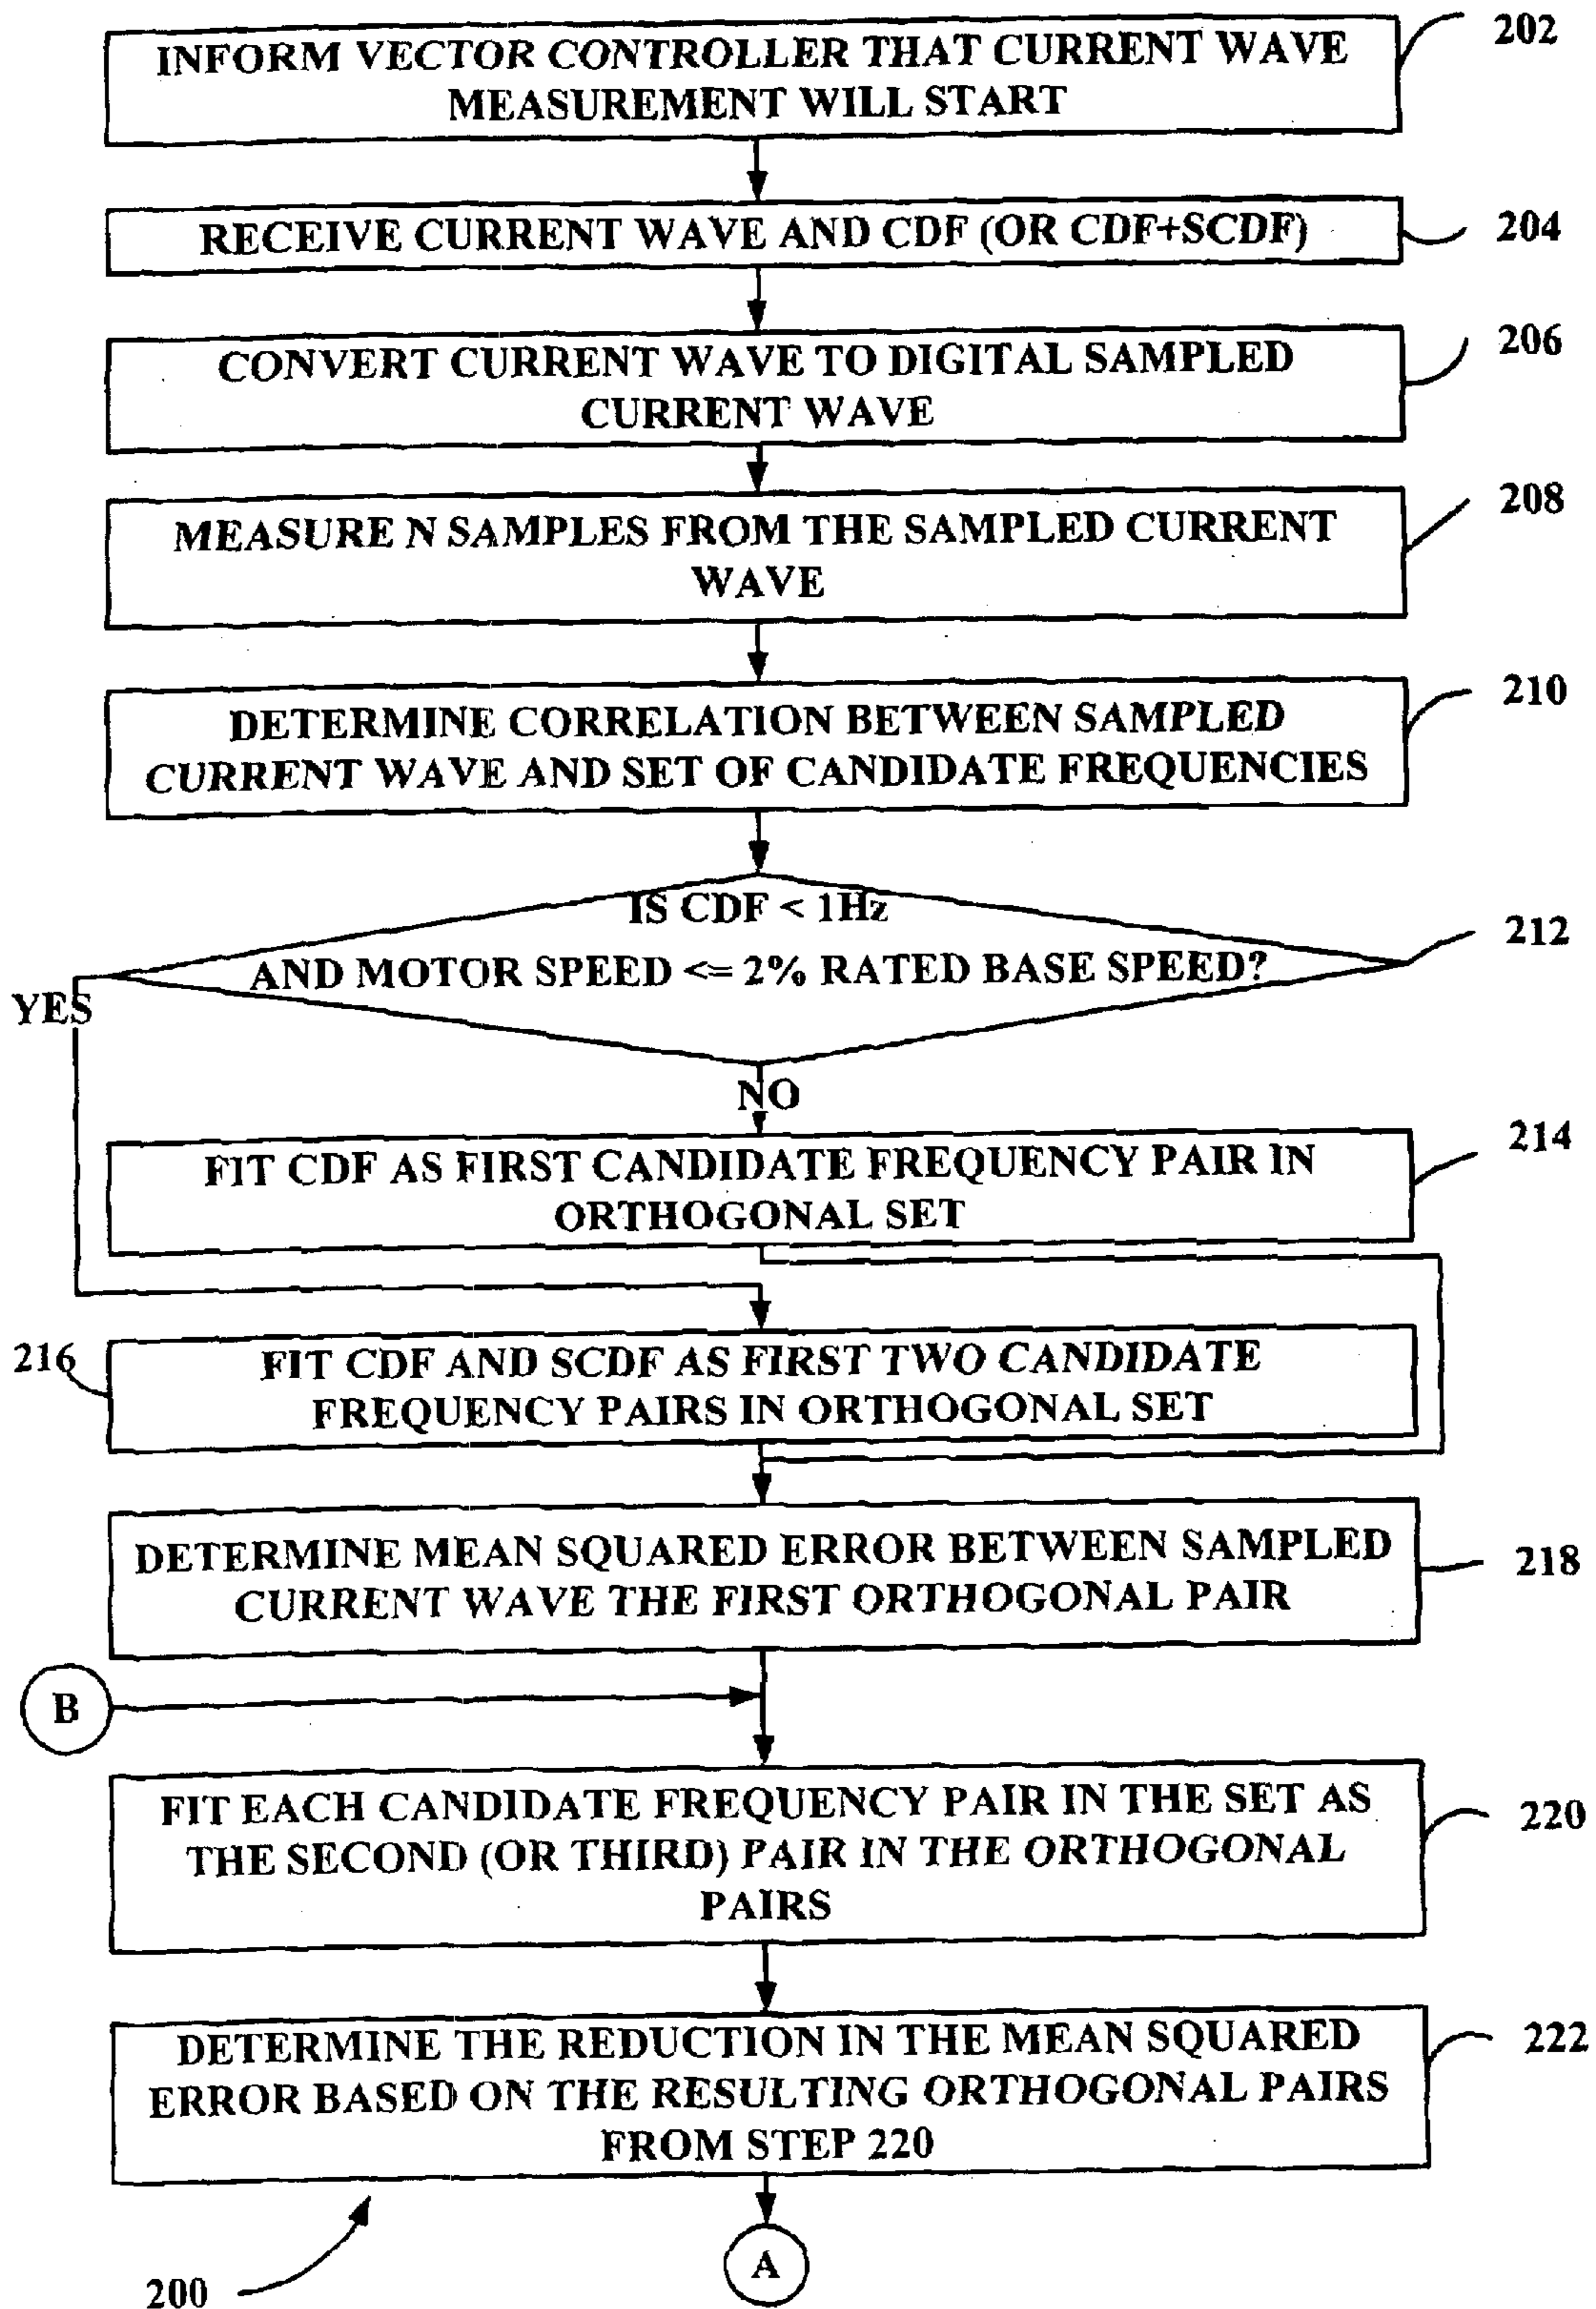 INFORM VECTOR CONTROLLER THAT CURRENT WAVE
MEASUREMENT WILL START
202
RECEIVE CURRENT WAVE AND CDF (OR CDF+SCDF)
204
CONVERT CURRENT WAVE TO DIGITAL SAMPLED
CURRENT WAVE
206
MEASURE N SAMPLES FROM THE SAMPLED CURRENT
WAVE
208
DETERMINE CORRELATION BETWEEN SAMPLED
CURRENT WAVE AND SET OF CANDIDATE FREQUENCIES
210
IS CDF < 1Hz
AND MOTOR SPEED <= 2% RATED BASE SPEED?
212
YES
NO
FIT CDF AS FIRST CANDIDATE FREQUENCY PAIR IN
ORTHOGONAL SET
214
216
FIT CDF AND SCDF AS FIRST TWO CANDIDATE
FREQUENCY PAIRS IN ORTHOGONAL SET
DETERMINE MEAN SQUARED ERROR BETWEEN SAMPLED
CURRENT WAVE THE FIRST ORTHOGONAL PAIR
218
B
FIT EACH CANDIDATE FREQUENCY PAIR IN THE SET AS
THE SECOND (OR THIRD) PAIR IN THE ORTHOGONAL
PAIRS
220
DETERMINE THE REDUCTION IN THE MEAN SQUARED
ERROR BASED ON THE RESULTING ORTHOGONAL PAIRS
FROM STEP 220
222
A
200